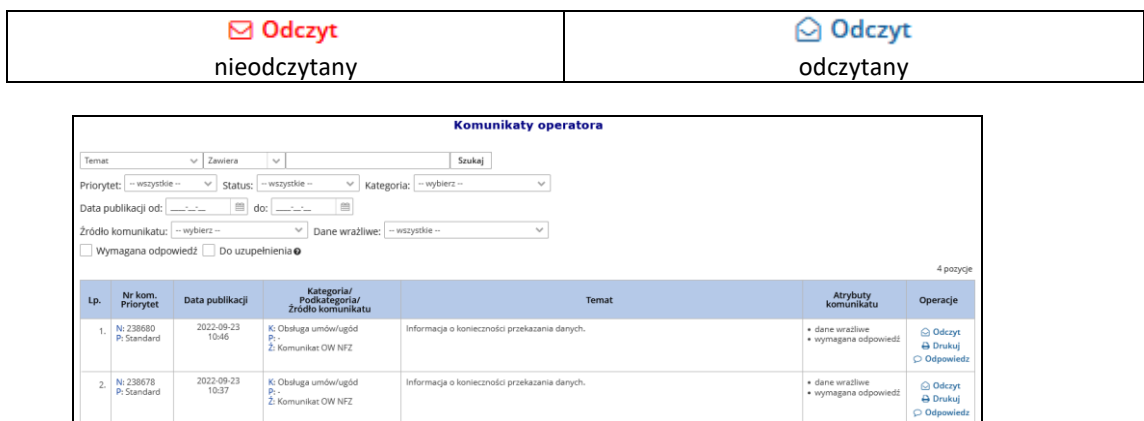 Odczyt Odczyt
nieodczytany odczytany
Komunikaty operatora
Temat Zawiera Szukaj
Priorytet: -- wszystkie -- Status: -- wszystkie -- Kategoria: -- wybierz --
Data publikacji od: __-_-_ do: __-_-_
Źródło komunikatu: -- wybierz -- Dane wrażliwe: -- wszystkie --
Wymagana odpowiedź Do uzupełnienia
4 pozycje
Lp. Nr kom. Priorytet Data publikacji Kategoria/ Podkategoria/ Źródło komunikatu Temat Atrybuty komunikatu Operacje
1. N: 238680 2022-09-23 K: Obsługa umów/ugód Informacja o konieczności przekazania danych. • dane wrażliwe Odczyt
P: Standard 10:46 P: - • wymagana odpowiedź Drukuj
Ź: Komunikat OW NFZ Odpowiedz
2. N: 238678 2022-09-23 K: Obsługa umów/ugód Informacja o konieczności przekazania danych. • dane wrażliwe Odczyt
P: Standard 10:37 P: - • wymagana odpowiedź Drukuj
Ź: Komunikat OW NFZ Odpowiedz